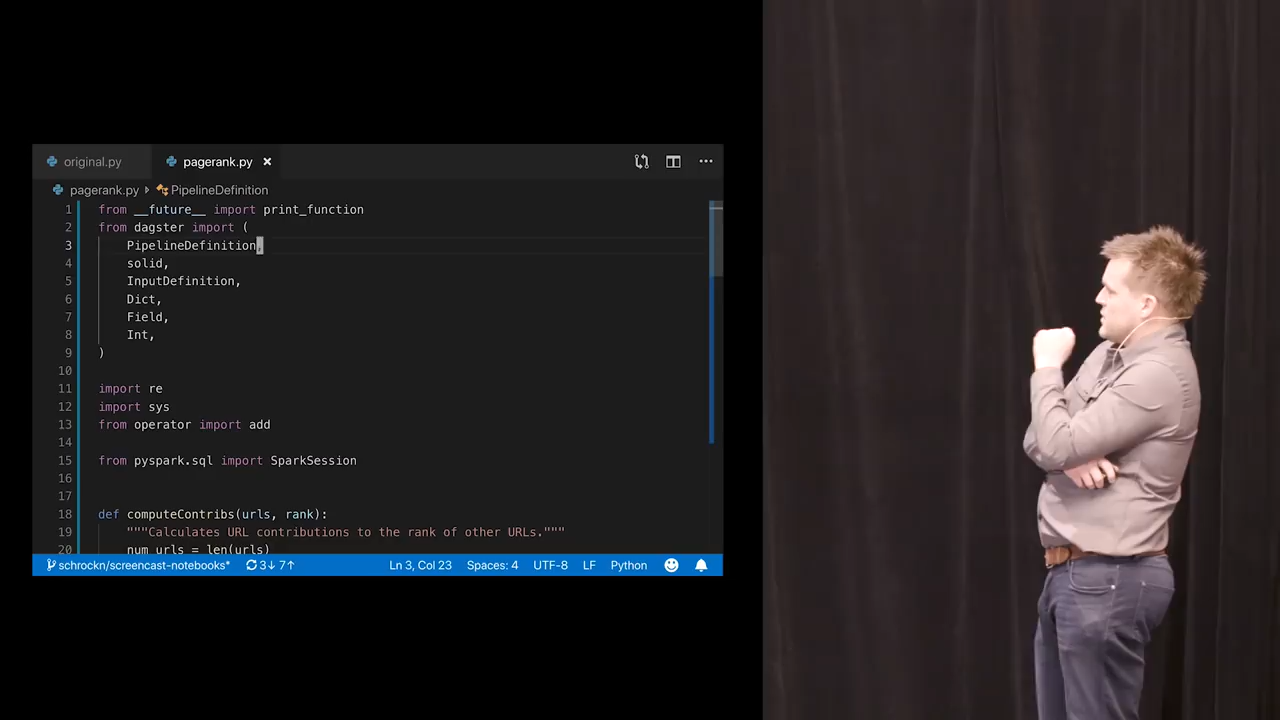 original.py
pagerank.py ×
pagerank.py PipelineDefinition
1 from __future__ import print_function
2 from dagster import (
3 PipelineDefinition,
4 solid,
5 InputDefinition,
6 Dict,
7 Field,
8 Int,
9 )
10
11 import re
12 import sys
13 from operator import add
14
15 from pyspark.sql import SparkSession
16
17
18 def computeContribs(urls, rank):
19 """Calculates URL contributions to the rank of other URLs."""
20 num_urls = len(urls)
schrockn/screencast-notebooks* 3↓ 7↑ Ln 3, Col 23 Spaces: 4 UTF-8 LF Python